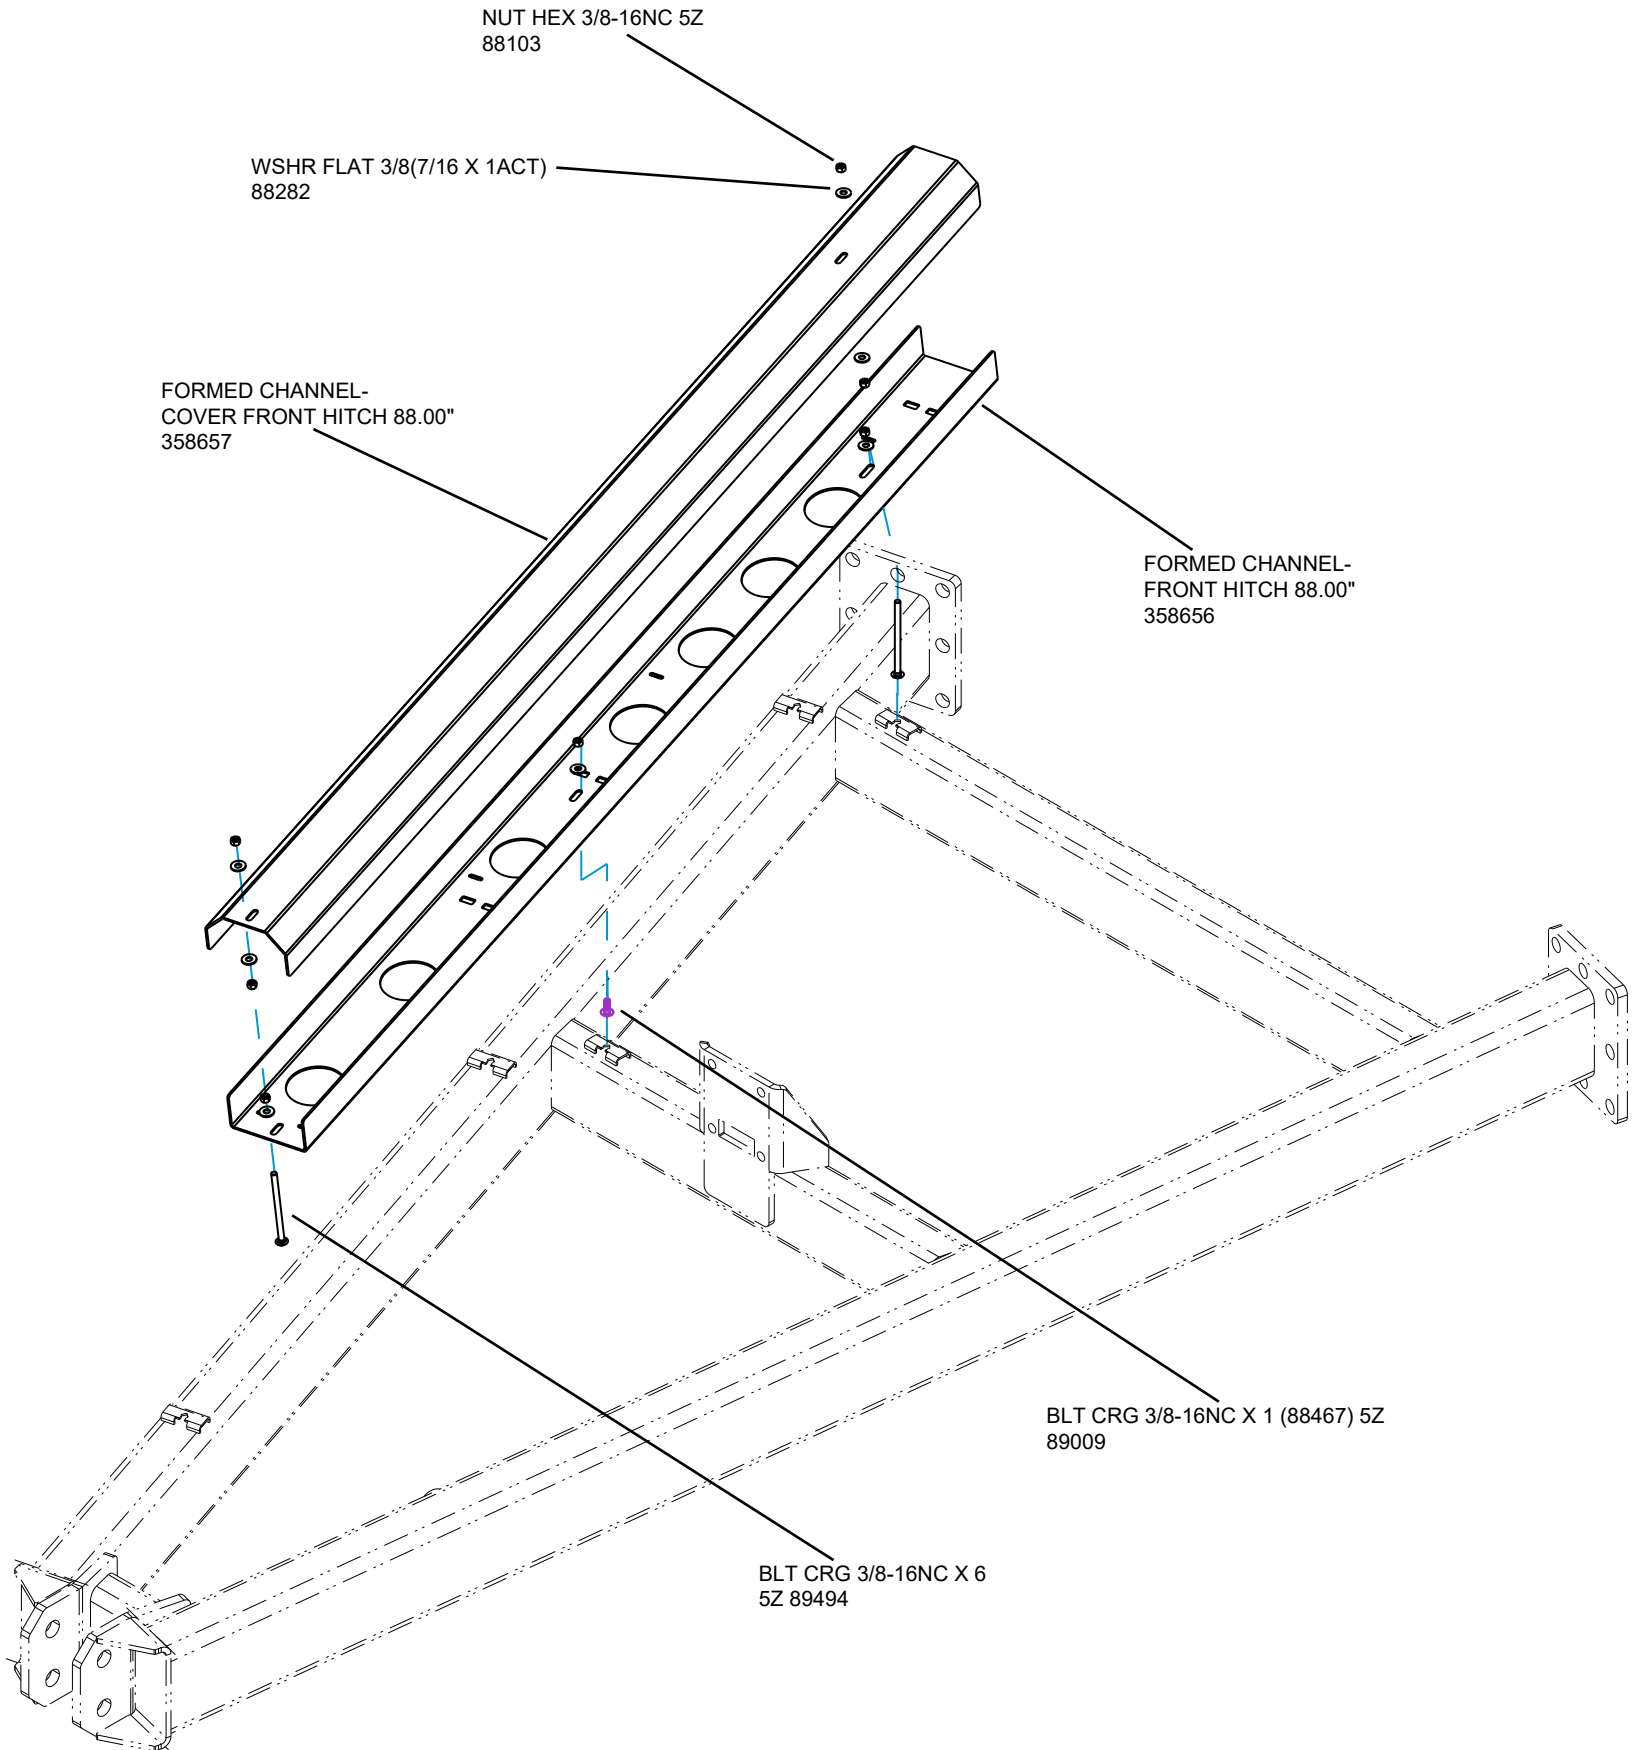 NUT HEX 3/8-16NC 5Z
88103
WSHR FLAT 3/8(7/16 X 1ACT)
88282
FORMED CHANNEL-
COVER FRONT HITCH 88.00"
358657
FORMED CHANNEL-
FRONT HITCH 88.00"
358656
BLT CRG 3/8-16NC X 1 (88467) 5Z
89009
BLT CRG 3/8-16NC X 6
5Z 89494